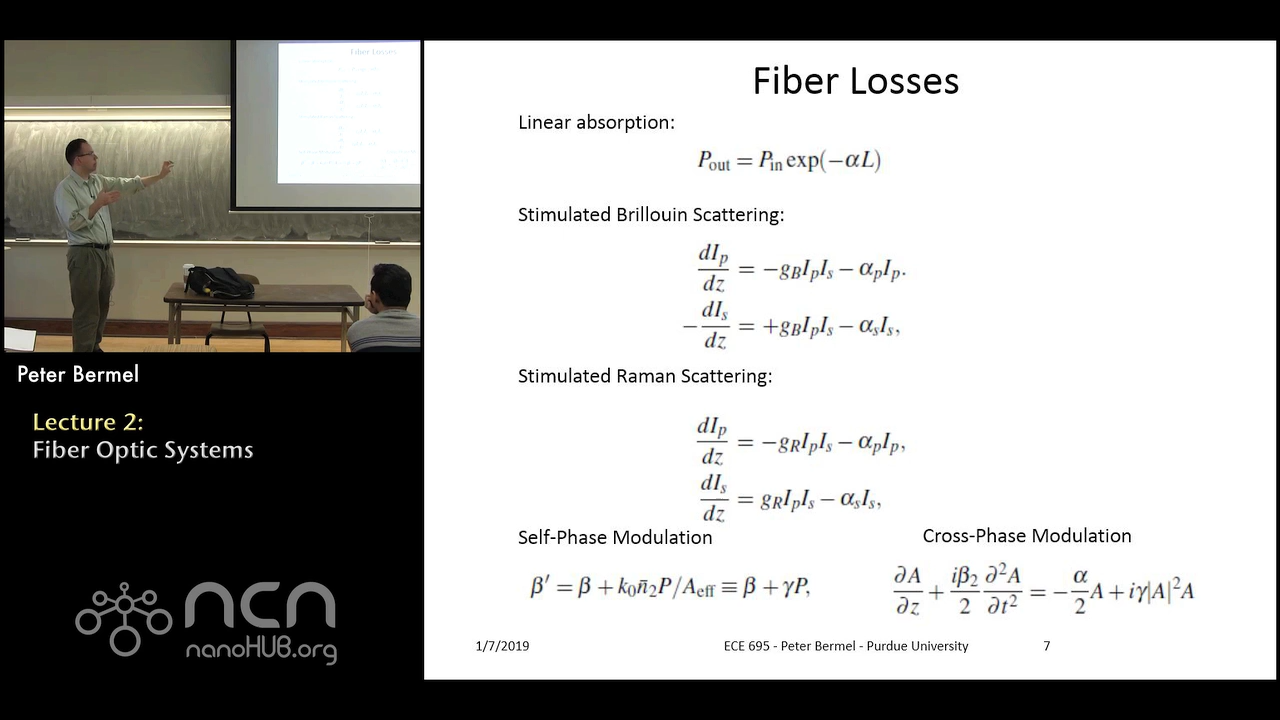 Fiber Losses
Fiber Losses
Linear absorption:
P_out = P_in exp(−αL)
Stimulated Brillouin Scattering:
dI_p/dz = −g_B I_p I_s − α_p I_p.
−dI_s/dz = +g_B I_p I_s − α_s I_s,
Stimulated Raman Scattering:
dI_p/dz = −g_R I_p I_s − α_p I_p,
dI_s/dz = g_R I_p I_s − α_s I_s,
Self-Phase Modulation
β′ = β + k_0 n̄_2 P/A_eff ≡ β + γP,
Cross-Phase Modulation
∂A/∂z + iβ_2/2 ∂²A/∂t² = −α/2 A + iγ|A|²A
1/7/2019
ECE 695 - Peter Bermel - Purdue University
7
Peter Bermel
Lecture 2:
Fiber Optic Systems
ncn
nanoHUB.org